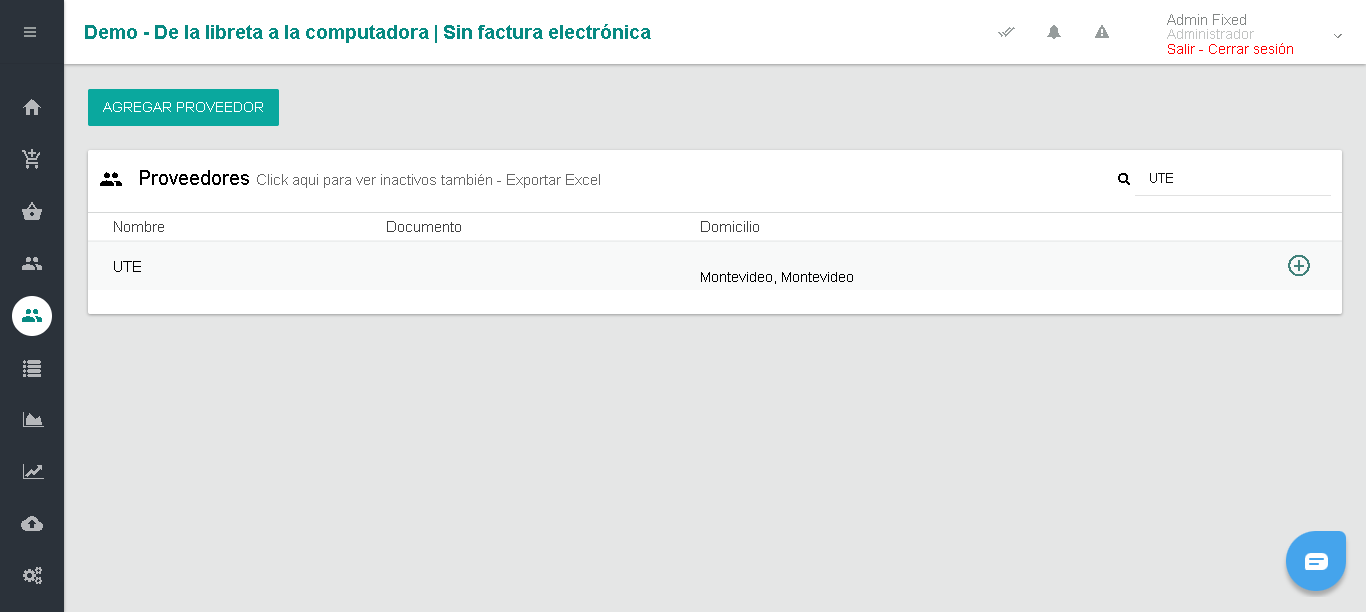 Demo - De la libreta a la computadora | Sin factura electrónica
Admin Fixed
Administrador
Salir - Cerrar sesión
AGREGAR PROVEEDOR
Proveedores Click aqui para ver inactivos también - Exportar Excel
UTE
Nombre Documento Domicilio
UTE
Montevideo, Montevideo